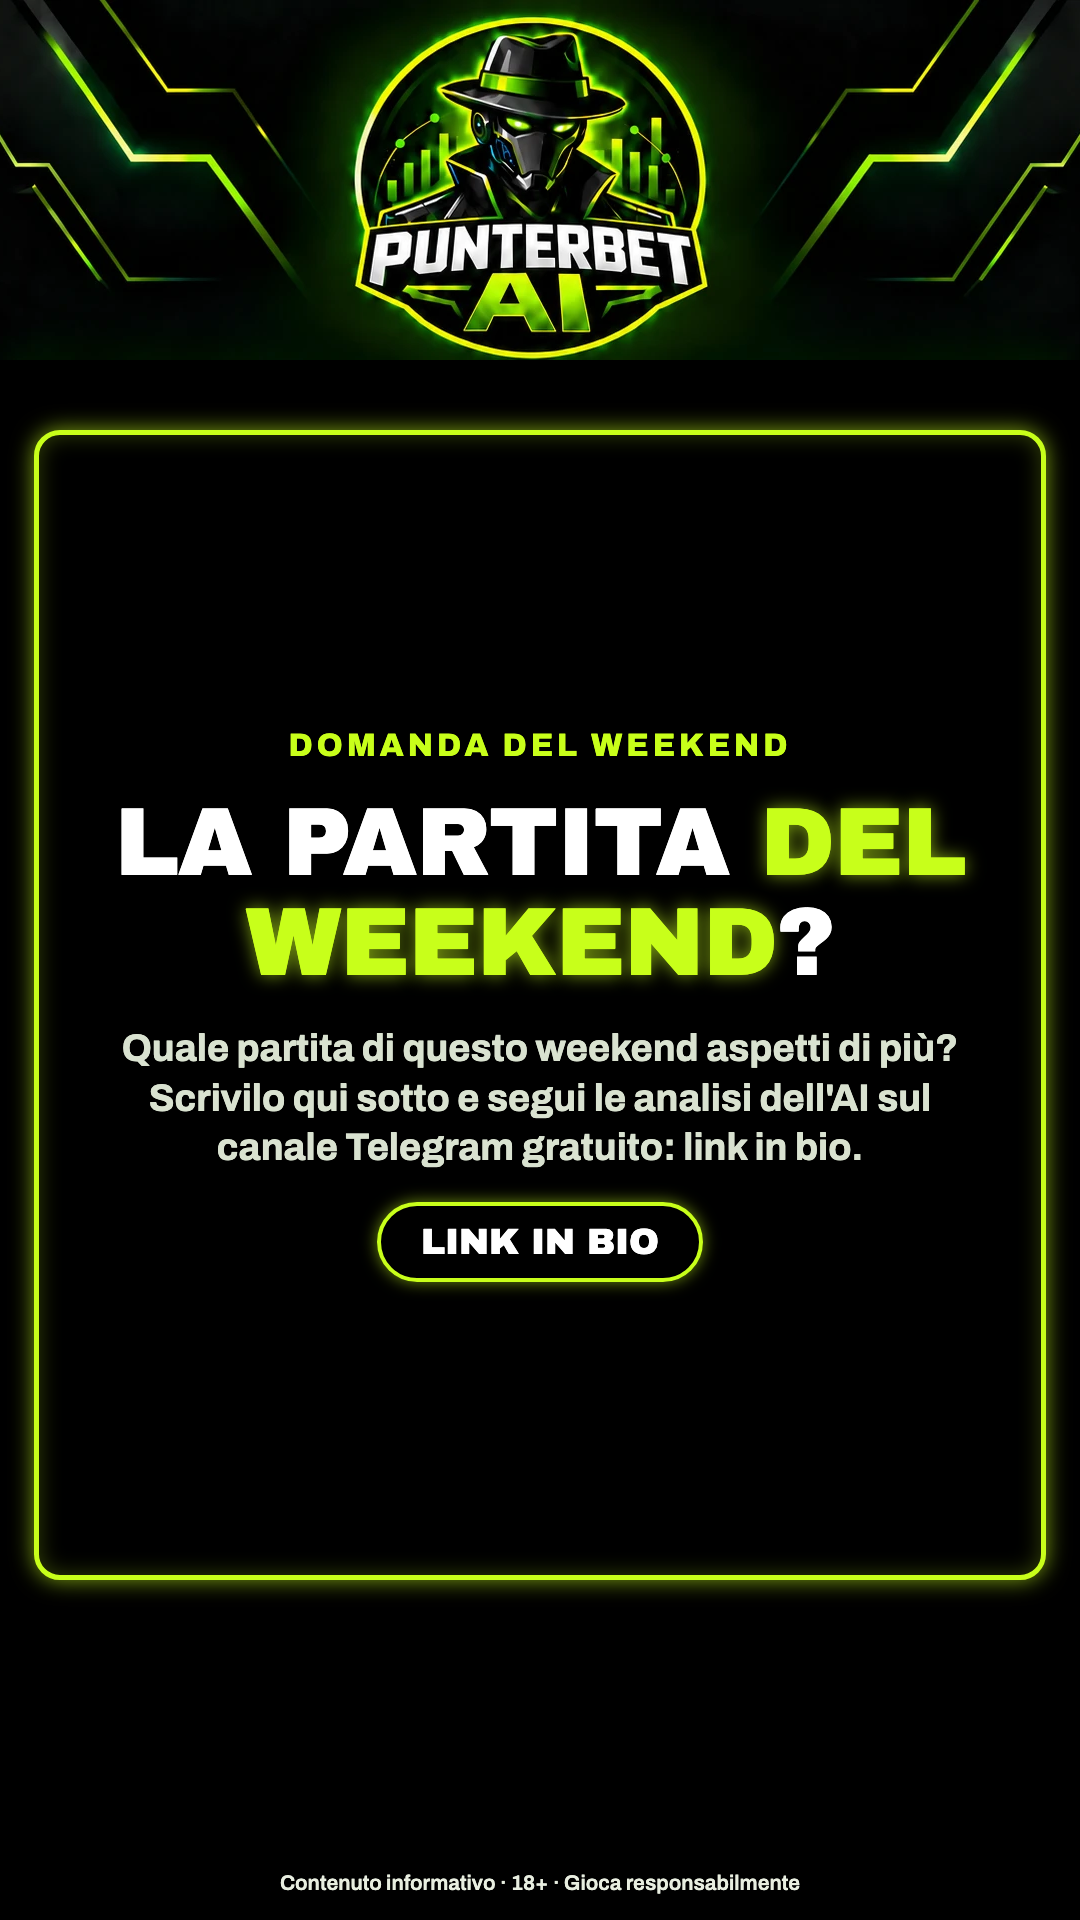 PUNTERBET
AI
DOMANDA DEL WEEKEND
LA PARTITA DEL
WEEKEND?
Quale partita di questo weekend aspetti di più?
Scrivilo qui sotto e segui le analisi dell'AI sul
canale Telegram gratuito: link in bio.
LINK IN BIO
Contenuto informativo · 18+ · Gioca responsabilmente